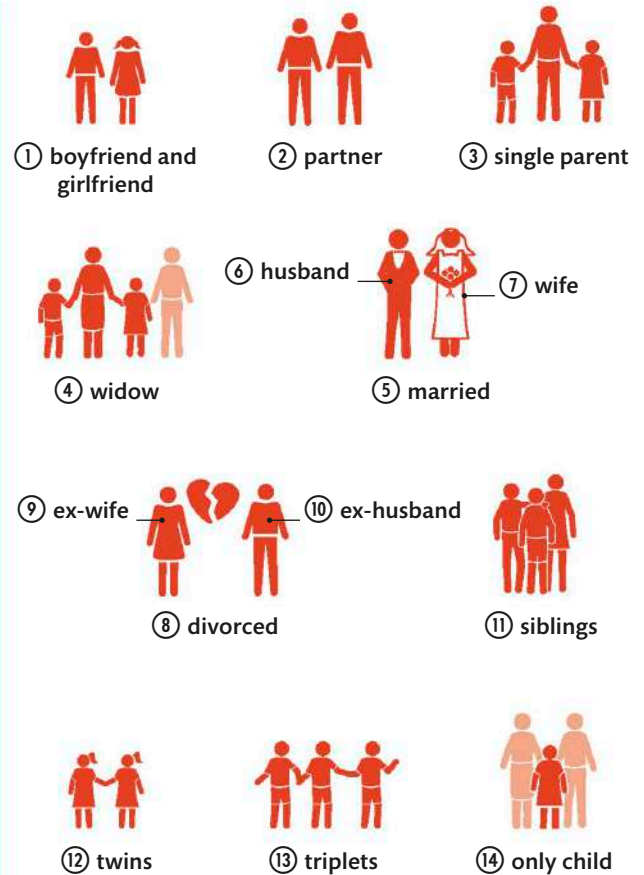 ① boyfriend and
girlfriend
② partner
③ single parent
④ widow
⑥ husband
⑦ wife
⑤ married
⑨ ex-wife
⑩ ex-husband
⑧ divorced
⑪ siblings
⑫ twins
⑬ triplets
⑭ only child